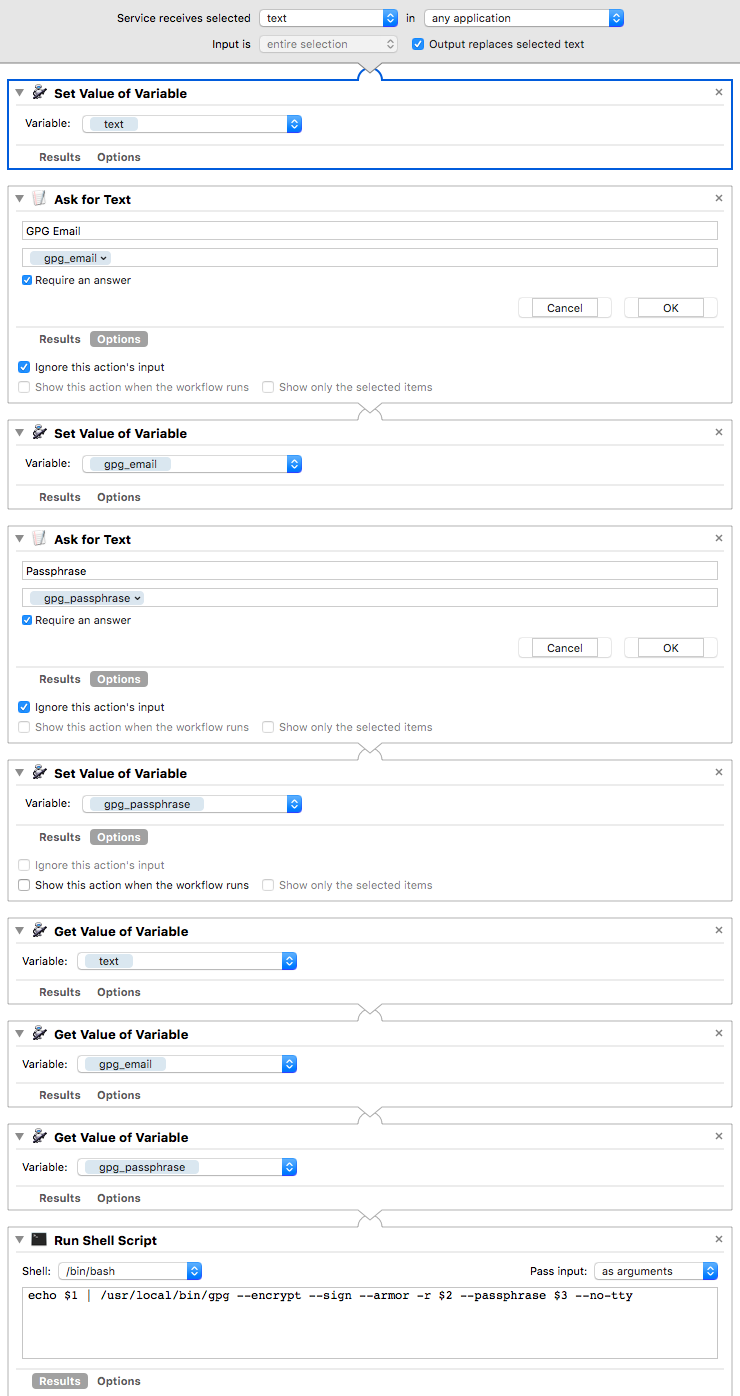 Service receives selected text in any application
Input is entire selection Output replaces selected text
Set Value of Variable
Variable: text
Results Options
Ask for Text
GPG Email
gpg_email
Require an answer
Cancel OK
Results Options
Ignore this action's input
Show this action when the workflow runs Show only the selected items
Set Value of Variable
Variable: gpg_email
Results Options
Ask for Text
Passphrase
gpg_passphrase
Require an answer
Cancel OK
Results Options
Ignore this action's input
Show this action when the workflow runs Show only the selected items
Set Value of Variable
Variable: gpg_passphrase
Results Options
Ignore this action's input
Show this action when the workflow runs Show only the selected items
Get Value of Variable
Variable: text
Results Options
Get Value of Variable
Variable: gpg_email
Results Options
Get Value of Variable
Variable: gpg_passphrase
Results Options
Run Shell Script
Shell: /bin/bash Pass input: as arguments
echo $1 | /usr/local/bin/gpg --encrypt --sign --armor -r $2 --passphrase $3 --no-tty
Results Options